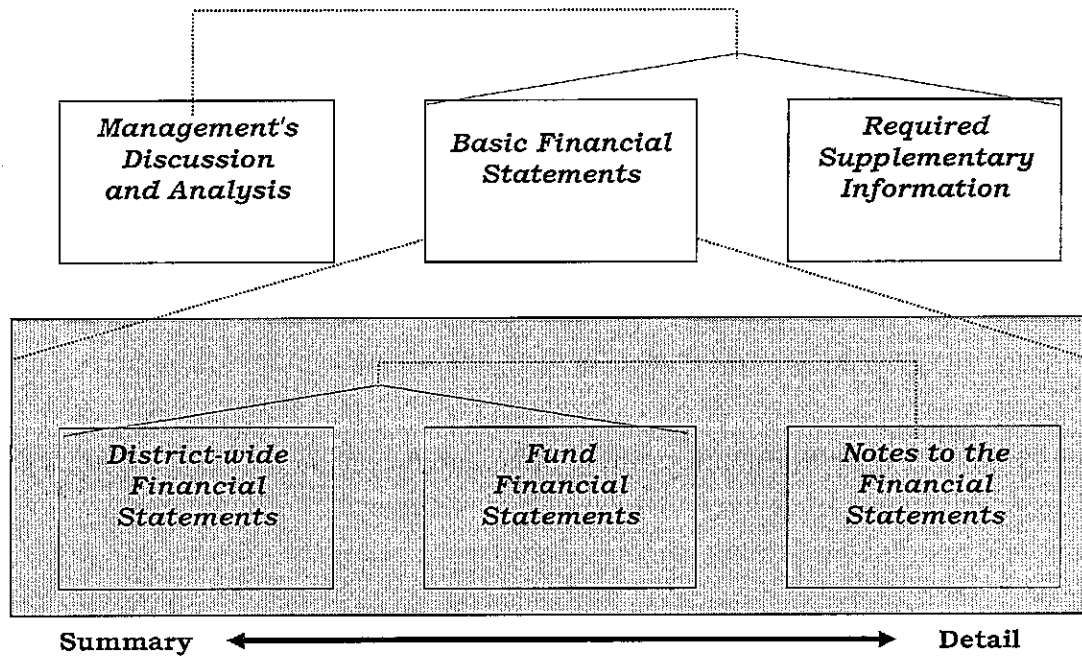 Management's
Discussion
and Analysis
Basic Financial
Statements
Required
Supplementary
Information
District-wide
Financial
Statements
Fund
Financial
Statements
Notes to the
Financial
Statements
Summary
Detail